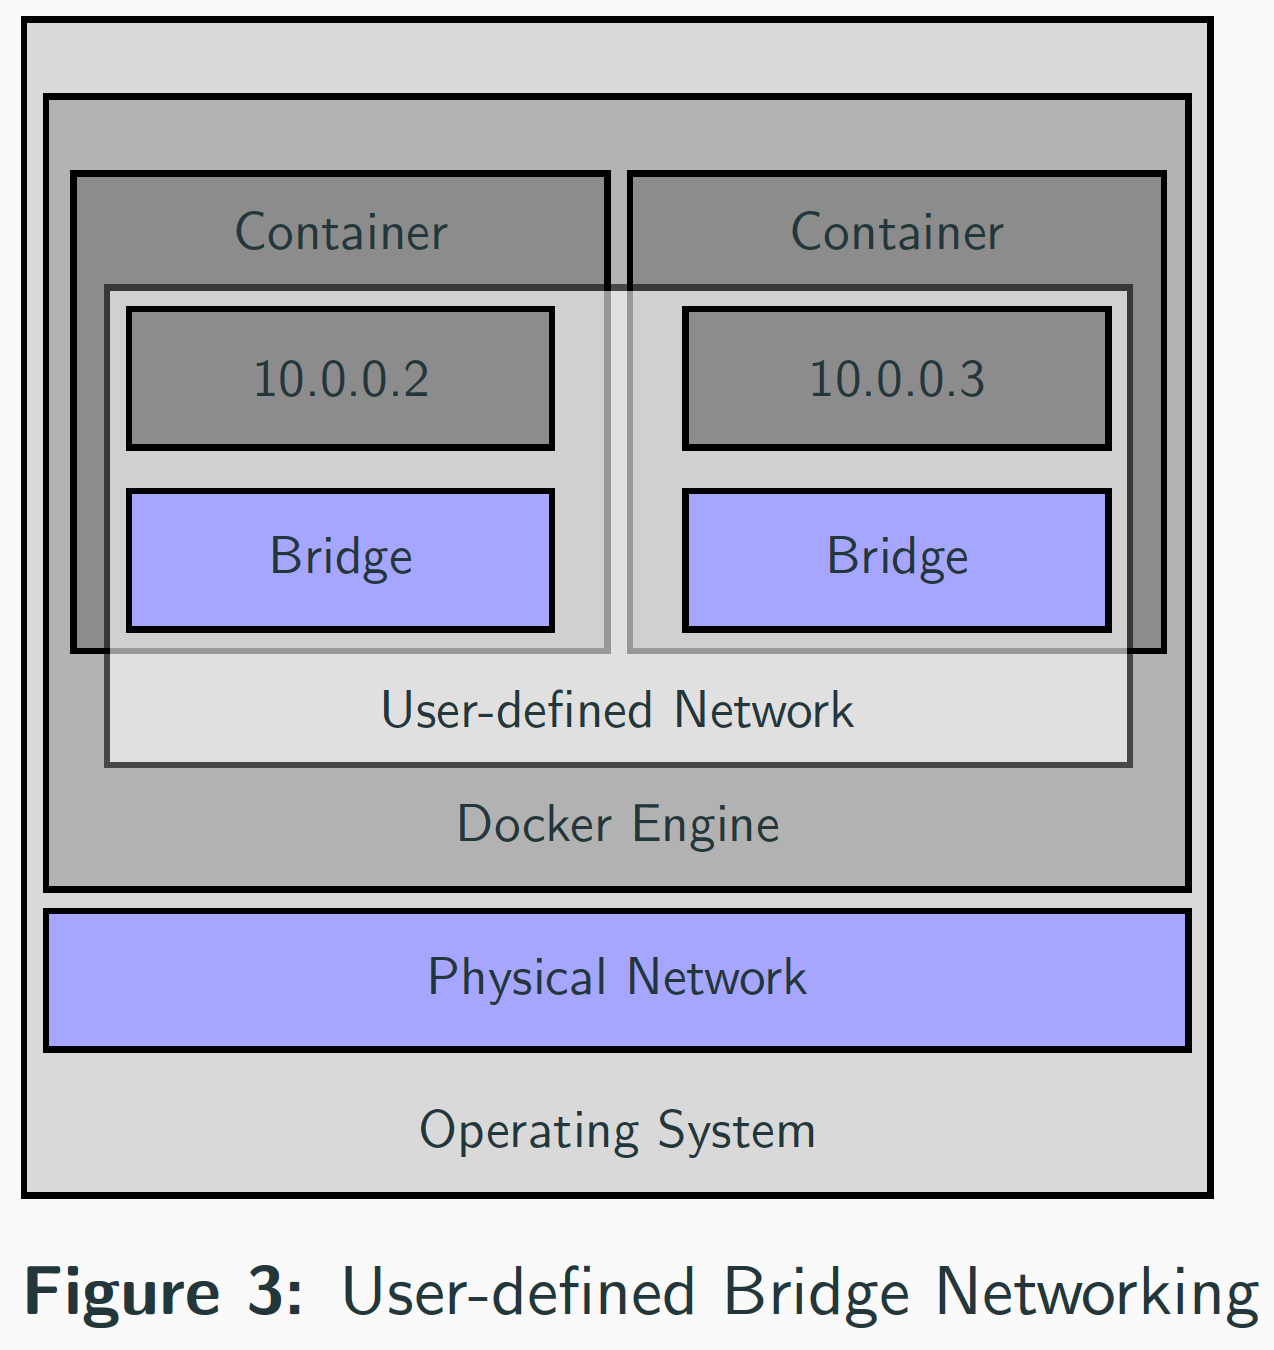 Container
Container
10.0.0.2
10.0.0.3
Bridge
Bridge
User-defined Network
Docker Engine
Physical Network
Operating System
Figure 3: User-defined Bridge Networking